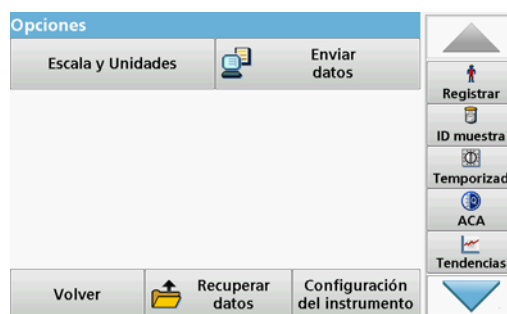 Opciones
Escala y Unidades
Enviar
datos
Registrar
ID muestra
Temporizad
ACA
Tendencias
Volver
Recuperar
datos
Configuración
del instrumento